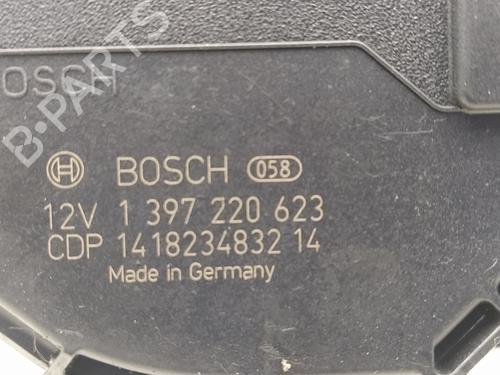 BOSCH
B-PARTS
BOSCH 058
12V 1 397 220 623
CDP 1418234832 14
Made in Germany